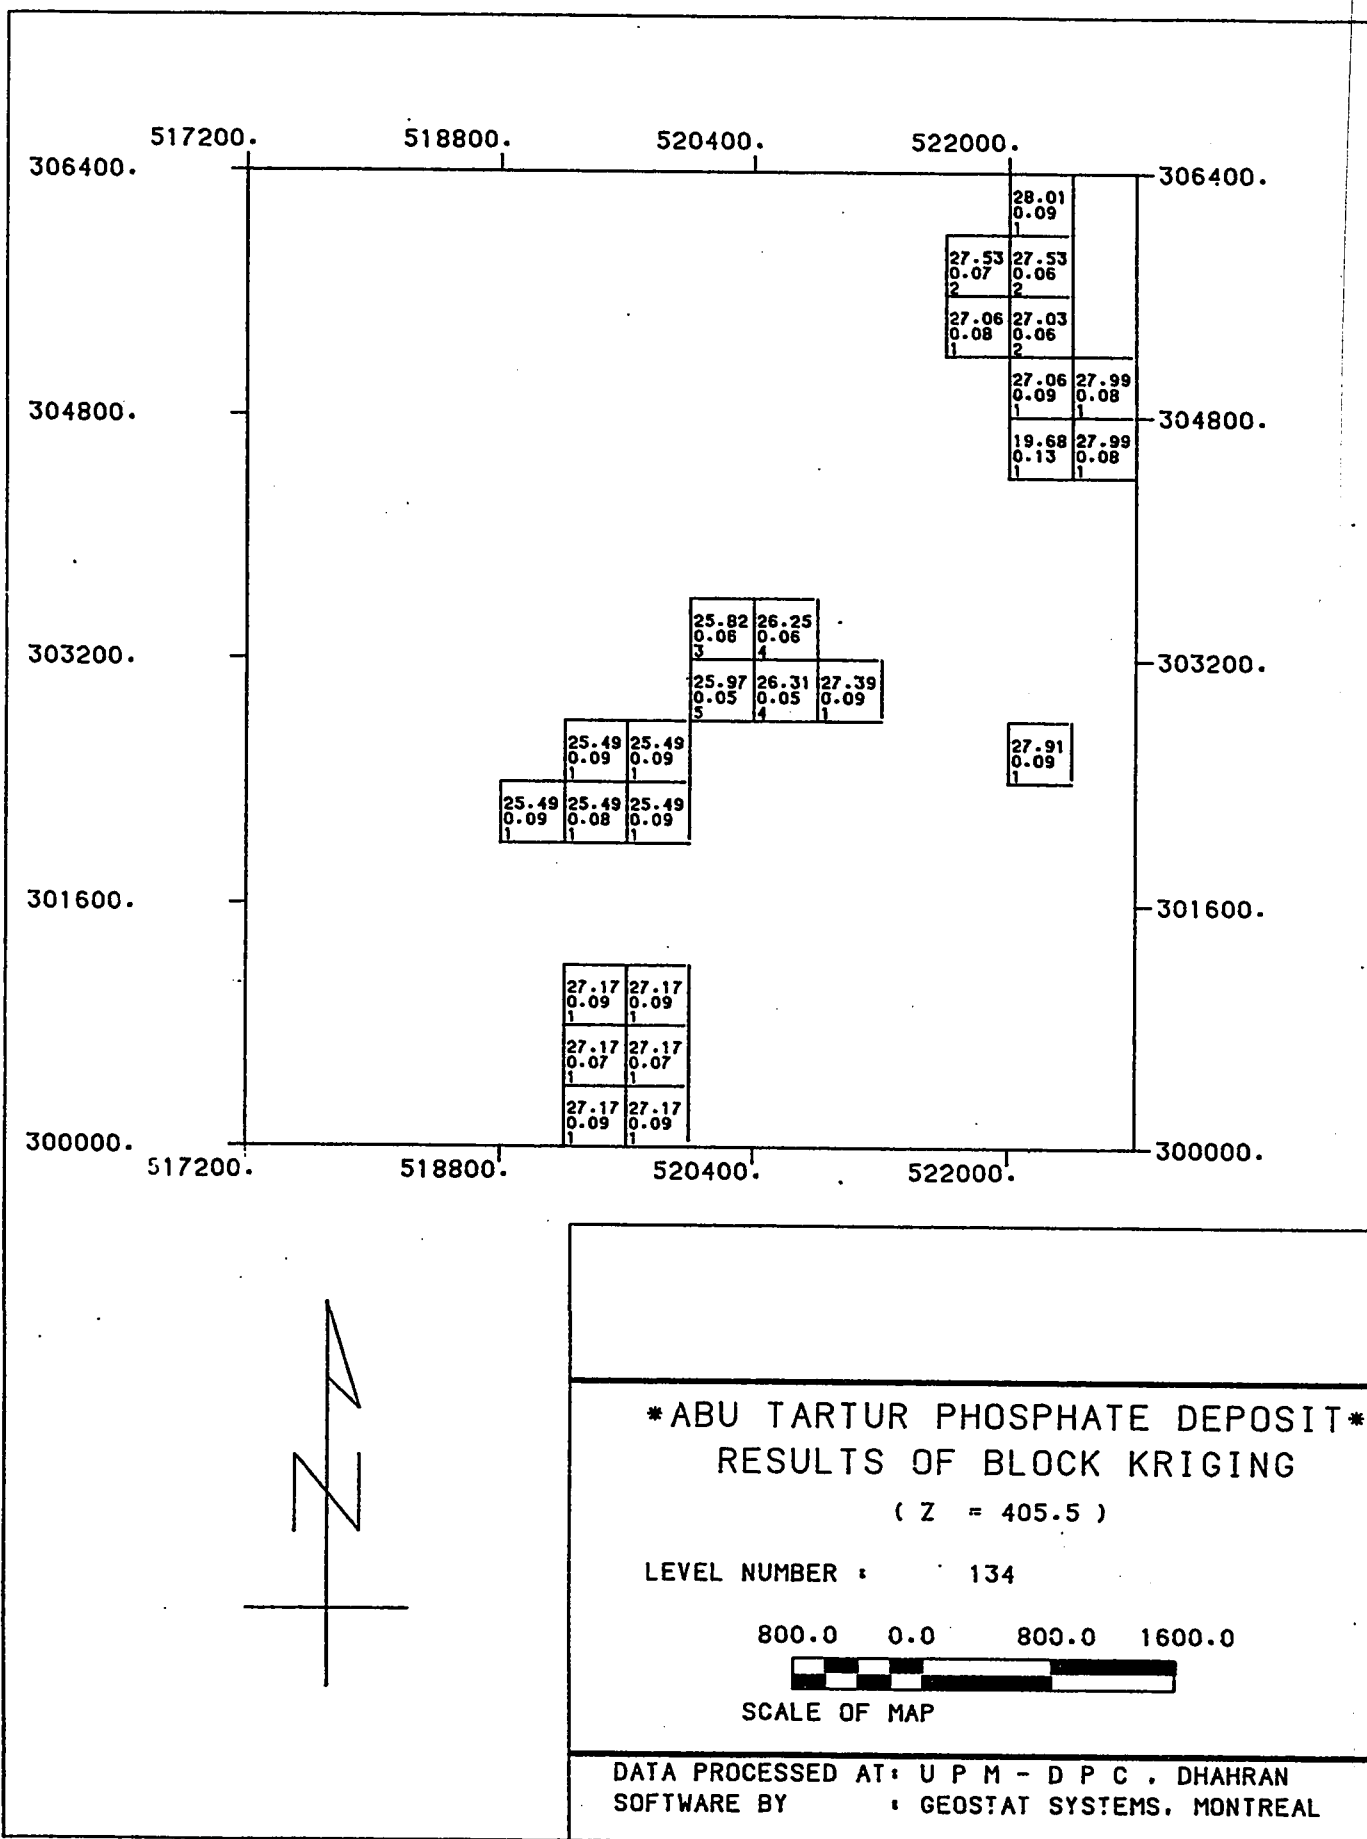 517200. 518800. 520400. 522000.
306400. 306400.
28.01
0.09
1
27.53 27.53
0.07 0.06
2 2
27.06 27.03
0.08 0.06
1 2
27.06 27.99
0.09 0.08
1 1
304800. 304800.
19.68 27.99
0.13 0.08
1 1
25.82 26.25
0.06 0.06
3 4
303200. 303200.
25.97 26.31 27.39
0.05 0.05 0.09
5 4 1
25.49 25.49 27.91
0.09 0.09 0.09
1 1 1
25.49 25.49 25.49
0.09 0.08 0.09
1 1 1
301600. 301600.
27.17 27.17
0.09 0.09
1 1
27.17 27.17
0.07 0.07
1 1
27.17 27.17
0.09 0.09
1 1
300000. 300000.
517200. 518800. 520400. 522000.
N
*ABU TARTUR PHOSPHATE DEPOSIT*
RESULTS OF BLOCK KRIGING
( Z = 405.5 )
LEVEL NUMBER : 134
800.0 0.0 800.0 1600.0
SCALE OF MAP
DATA PROCESSED AT: U P M - D P C , DHAHRAN
SOFTWARE BY : GEOSTAT SYSTEMS, MONTREAL